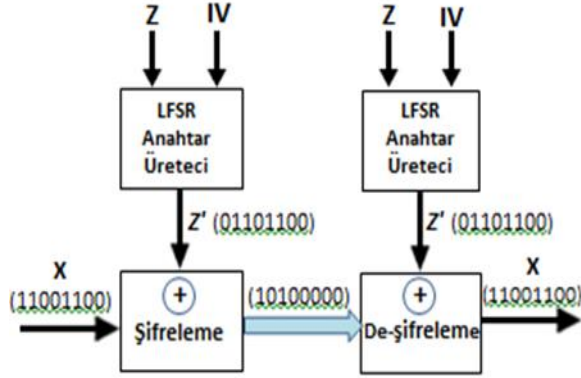 Z IV Z IV
LFSR
Anahtar
Üreteci
LFSR
Anahtar
Üreteci
Z' (01101100) Z' (01101100)
X
(11001100)
+
Şifreleme
(10100000)
+
De-şifreleme
X
(11001100)